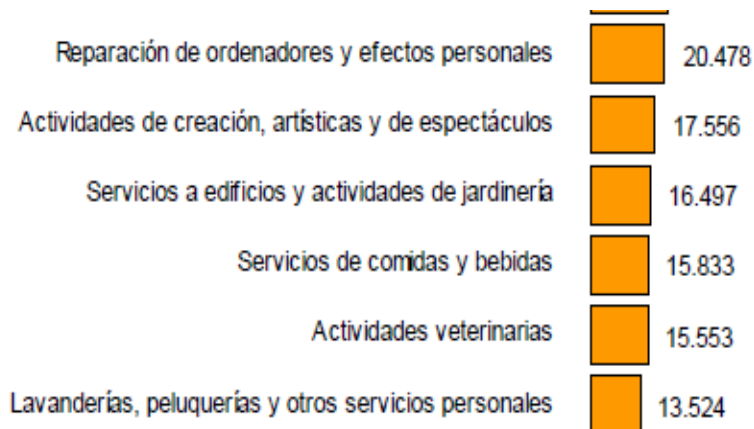 Reparación de ordenadores y efectos personales 20.478
Actividades de creación, artísticas y de espectáculos 17.556
Servicios a edificios y actividades de jardinería 16.497
Servicios de comidas y bebidas 15.833
Actividades veterinarias 15.553
Lavanderías, peluquerías y otros servicios personales 13.524